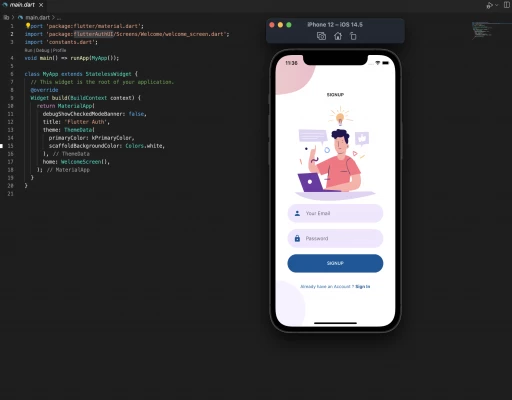 main.dart
main.dart > ...
1 import 'package:flutter/material.dart';
2 import 'package:flutterAuthUI/Screens/Welcome/welcome_screen.dart';
3 import 'constants.dart';
Run | Debug | Profile
4 void main() => runApp(MyApp());
5
6 class MyApp extends StatelessWidget {
7 // This widget is the root of your application.
8 @override
9 Widget build(BuildContext context) {
10 return MaterialApp(
11 debugShowCheckedModeBanner: false,
12 title: 'Flutter Auth',
13 theme: ThemeData(
14 primaryColor: kPrimaryColor,
15 scaffoldBackgroundColor: Colors.white,
16 ), // ThemeData
17 home: WelcomeScreen(),
18 ); // MaterialApp
19 }
20 }
21
iPhone 12 – iOS 14.5
11:36
SIGNUP
Your Email
Password
SIGNUP
Already have an Account ? Sign In